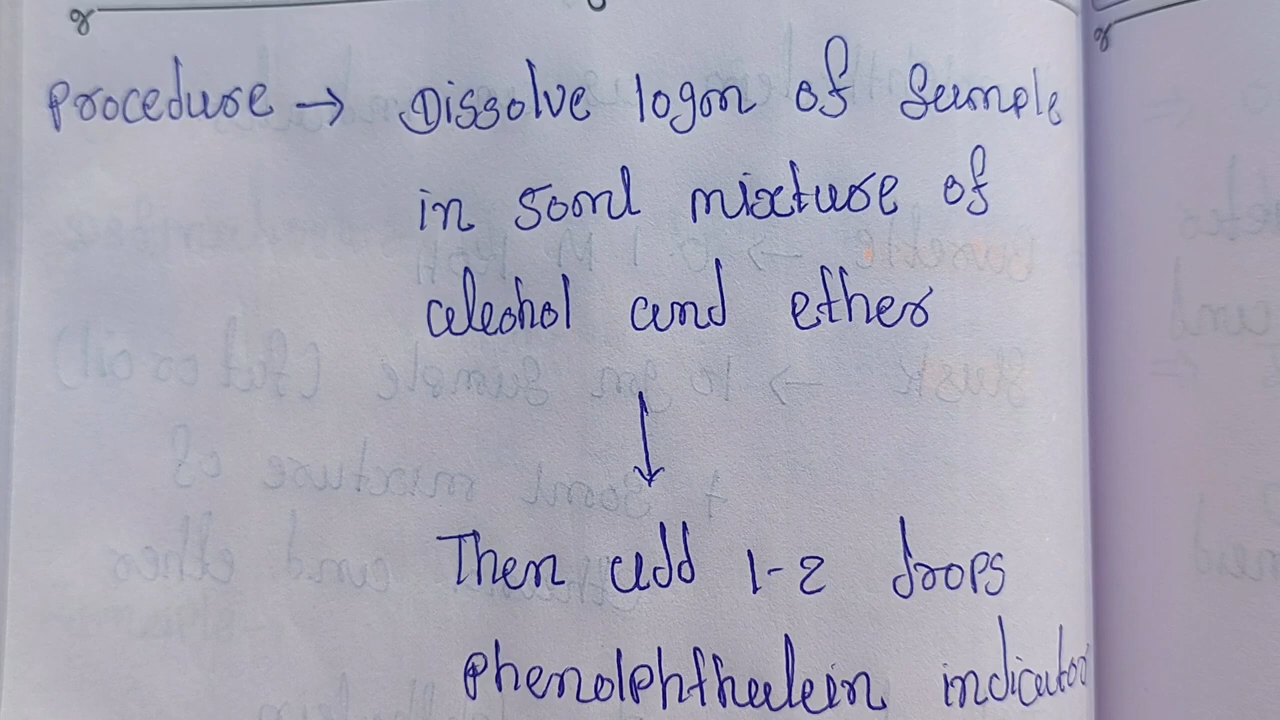 Procedure → Dissolve 10gm of Sample
in 50ml mixture of
alcohol and ether
↓
Then add 1-2 drops
phenolphthalein indicator